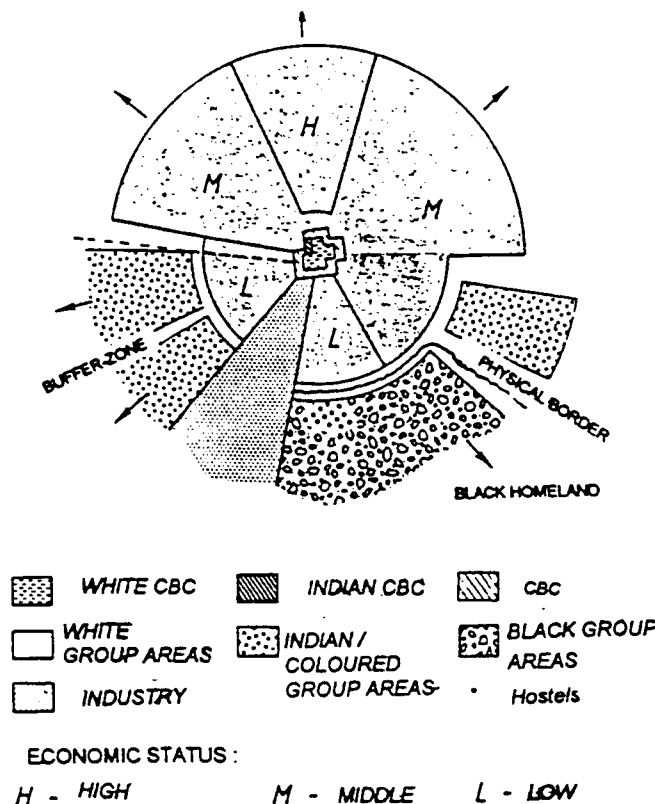 H
M
M
L
L
BUFFER-ZONE
PHYSICAL BORDER
BLACK HOMELAND
WHITE CBC
INDIAN CBC
CBC
WHITE
GROUP AREAS
INDIAN /
COLOURED
GROUP AREAS
BLACK GROUP
AREAS
INDUSTRY
Hostels
ECONOMIC STATUS :
H - HIGH
M - MIDDLE
L - LOW